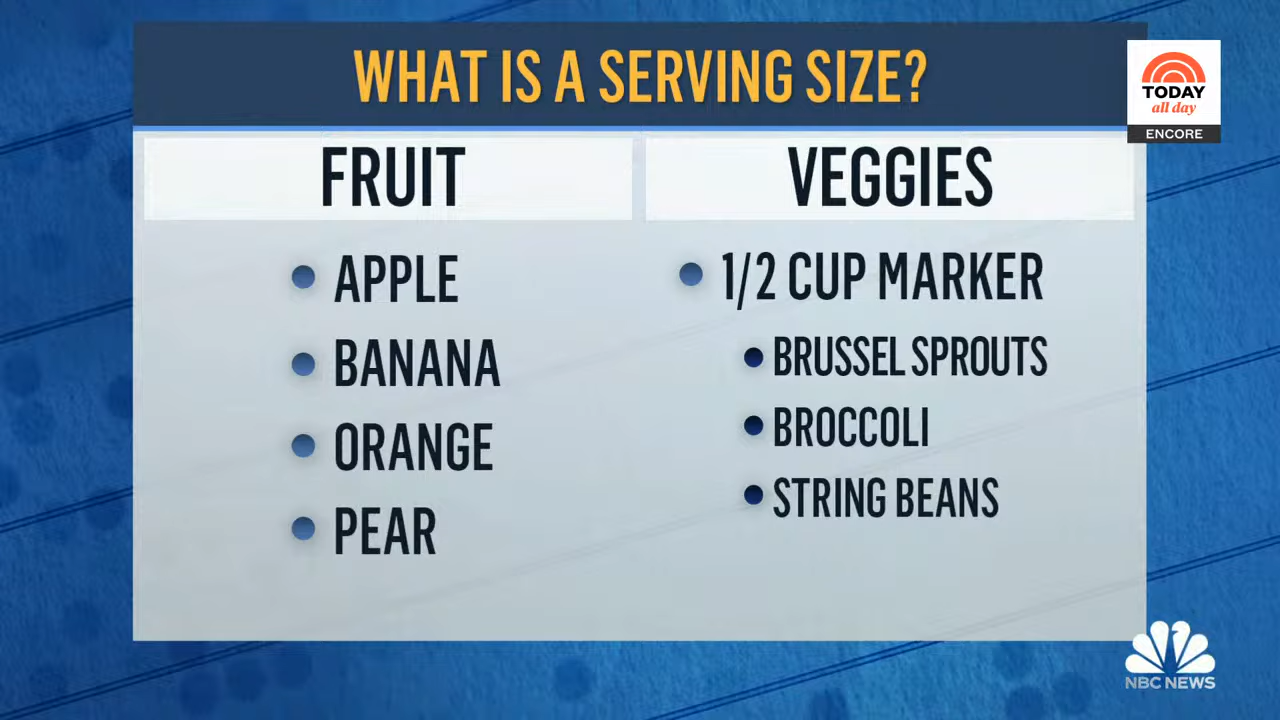 WHAT IS A SERVING SIZE?
TODAY
all day
ENCORE
FRUIT
APPLE
BANANA
ORANGE
PEAR
VEGGIES
1/2 CUP MARKER
BRUSSEL SPROUTS
BROCCOLI
STRING BEANS
NBC NEWS